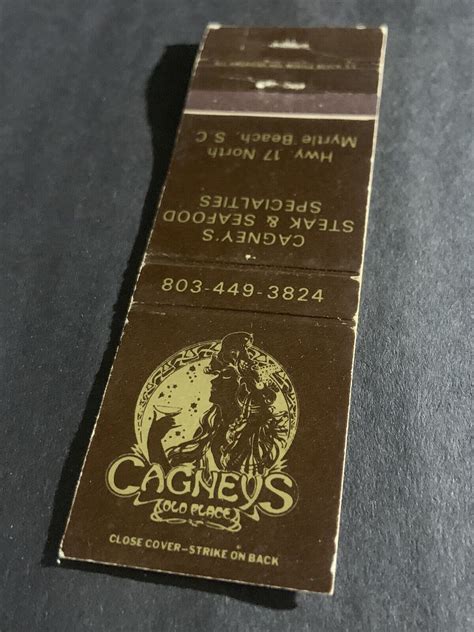 Hwy. 17 North
Myrtle Beach, S.C
CAGNEY'S
STEAK & SEAFOOD
SPECIALTIES
803-449-3824
CAGNEYS
OLD PLACE
CLOSE COVER–STRIKE ON BACK